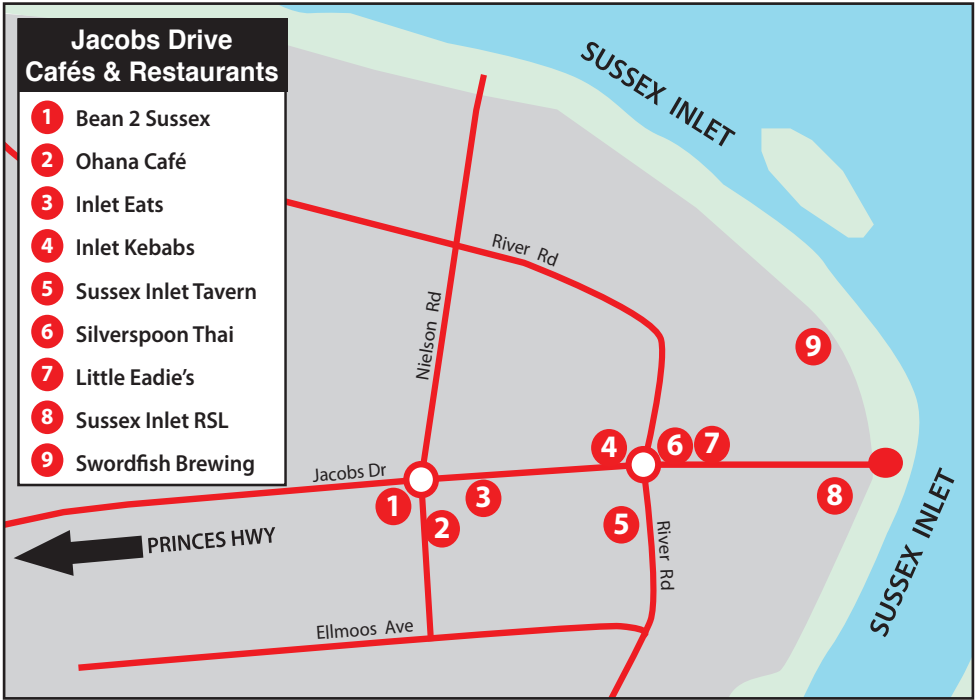 Jacobs Drive
Cafés & Restaurants
1 Bean 2 Sussex
2 Ohana Café
3 Inlet Eats
4 Inlet Kebabs
5 Sussex Inlet Tavern
6 Silverspoon Thai
7 Little Eadie's
8 Sussex Inlet RSL
9 Swordfish Brewing
SUSSEX INLET
River Rd
Nielson Rd
9
4
6
7
Jacobs Dr
1
3
2
5
8
River Rd
SUSSEX INLET
PRINCES HWY
Ellmoos Ave